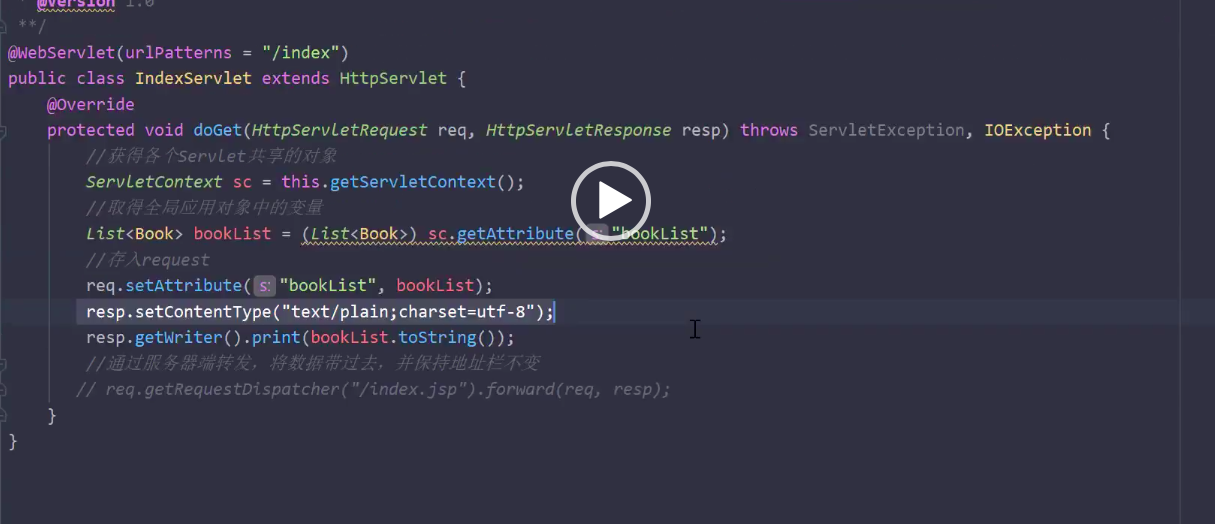 * @version 1.0
**/
@WebServlet(urlPatterns = "/index")
public class IndexServlet extends HttpServlet {
@Override
protected void doGet(HttpServletRequest req, HttpServletResponse resp) throws ServletException, IOException {
//获得各个Servlet共享的对象
ServletContext sc = this.getServletContext();
//取得全局应用对象中的变量
List<Book> bookList = (List<Book>) sc.getAttribute( s: "bookList");
//存入request
req.setAttribute( s: "bookList", bookList);
resp.setContentType("text/plain;charset=utf-8");
resp.getWriter().print(bookList.toString());
//通过服务器端转发，将数据带过去，并保持地址栏不变
// req.getRequestDispatcher("/index.jsp").forward(req, resp);
}
}